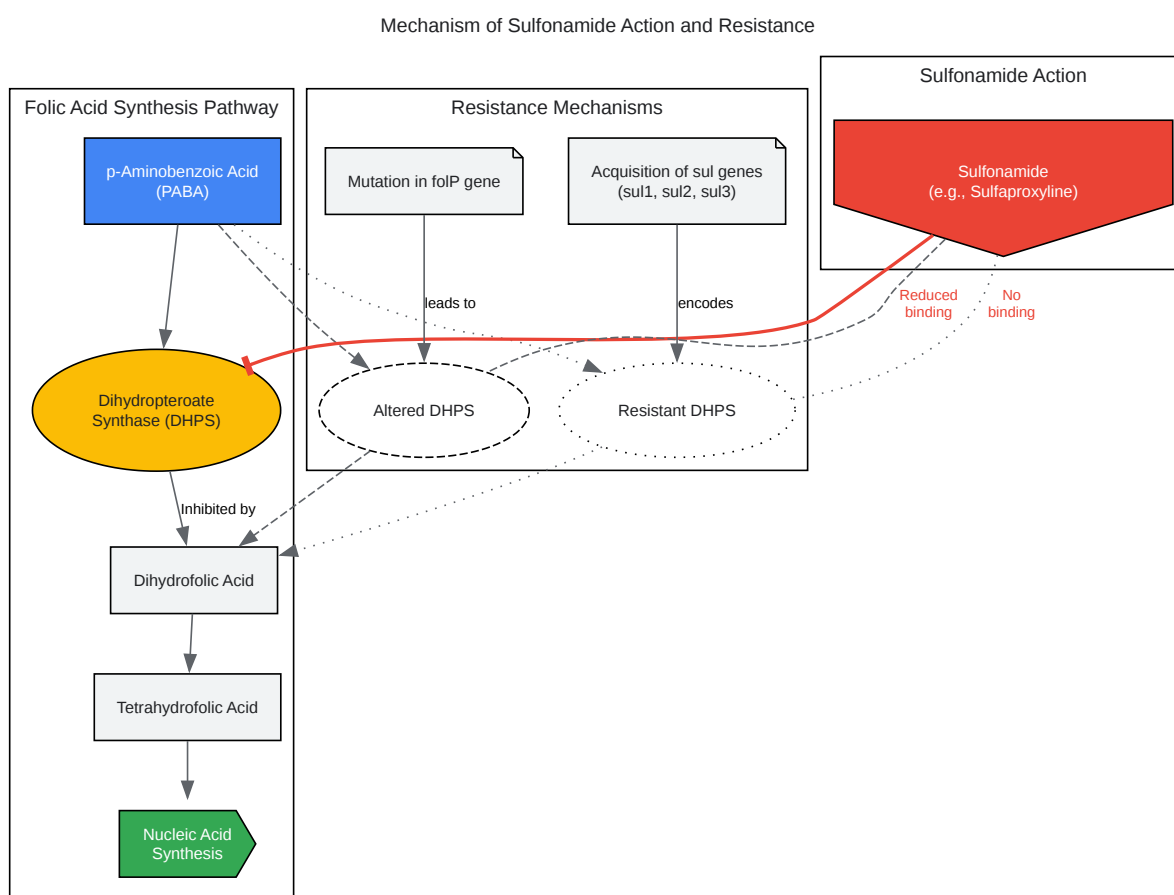 Mechanism of Sulfonamide Action and Resistance
Folic Acid Synthesis Pathway
p-Aminobenzoic Acid
(PABA)
Dihydropteroate
Synthase (DHPS)
Inhibited by
Dihydrofolic Acid
Tetrahydrofolic Acid
Nucleic Acid
Synthesis
Resistance Mechanisms
Mutation in folP gene
Acquisition of sul genes
(sul1, sul2, sul3)
leads to
encodes
Altered DHPS
Resistant DHPS
Sulfonamide Action
Sulfonamide
(e.g., Sulfaproxyline)
Reduced
binding
No
binding